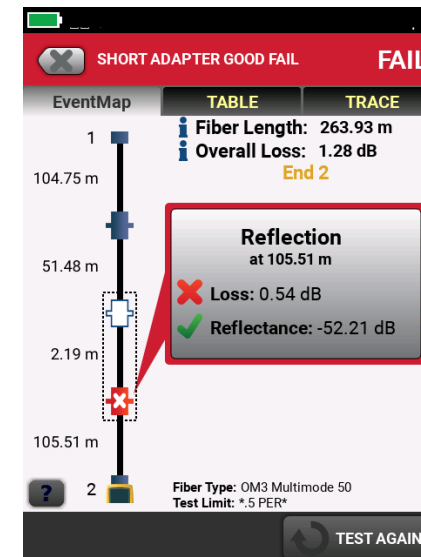 SHORT ADAPTER GOOD FAIL
FAIL
EventMap
TABLE
TRACE
1
Fiber Length: 263.93 m
Overall Loss: 1.28 dB
End 2
104.75 m
Reflection
at 105.51 m
51.48 m
Loss: 0.54 dB
Reflectance: -52.21 dB
2.19 m
105.51 m
? 2
Fiber Type: OM3 Multimode 50
Test Limit: *.5 PER*
TEST AGAIN